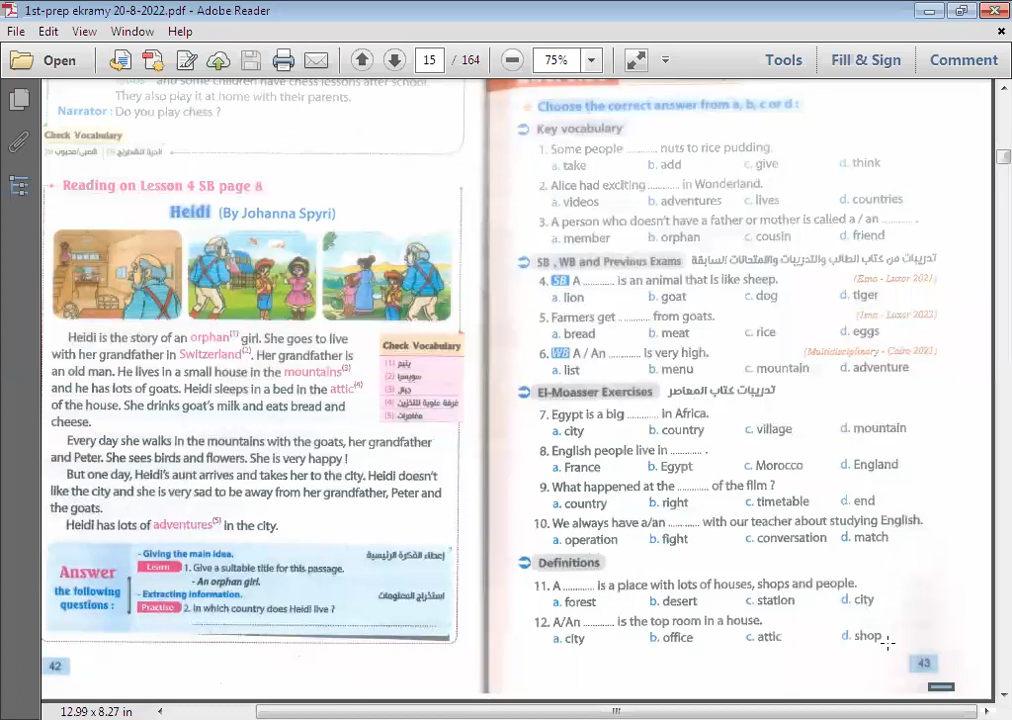 1st-prep ekramy 20-8-2022.pdf - Adobe Reader
File Edit View Window Help
Open 15 / 164 75% Tools Fill & Sign Comment
and some children have chess lessons after school.
They also play it at home with their parents.
Narrator : Do you play chess ?
Check Vocabulary
Reading on Lesson 4 SB page 8
Heidi (By Johanna Spyri)
Heidi is the story of an orphan(1) girl. She goes to live
with her grandfather in Switzerland(2). Her grandfather is
an old man. He lives in a small house in the mountains(3)
and he has lots of goats. Heidi sleeps in a bed in the attic(4)
of the house. She drinks goat's milk and eats bread and
cheese.
Check Vocabulary
(1) يتيم
(2) سويسرا
(3) جبال
(4) غرفة علوية للتخزين
(5) مغامرات
Every day she walks in the mountains with the goats, her grandfather
and Peter. She sees birds and flowers. She is very happy !
But one day, Heidi's aunt arrives and takes her to the city. Heidi doesn't
like the city and she is very sad to be away from her grandfather, Peter and
the goats.
Heidi has lots of adventures(5) in the city.
Answer
the following
questions :
- Giving the main idea. إعطاء الفكرة الرئيسية
Learn 1. Give a suitable title for this passage.
- An orphan girl.
- Extracting information. استخراج المعلومات
Practise 2. In which country does Heidi live ?
42
Choose the correct answer from a, b, c or d :
Key vocabulary
1. Some people .......... nuts to rice pudding.
a. take b. add c. give d. think
2. Alice had exciting .......... in Wonderland.
a. videos b. adventures c. lives d. countries
3. A person who doesn't have a father or mother is called a / an .......... .
a. member b. orphan c. cousin d. friend
SB , WB and Previous Exams تدريبات من كتاب الطالب والتدريبات والامتحانات السابقة
4. SB A .......... is an animal that is like sheep. (Esna - Luxor 2021)
a. lion b. goat c. dog d. tiger
5. Farmers get .......... from goats. (Esna - Luxor 2022)
a. bread b. meat c. rice d. eggs
6. WB A / An .......... is very high. (Multidisciplinary - Cairo 2021)
a. list b. menu c. mountain d. adventure
El-Moasser Exercises تدريبات كتاب المعاصر
7. Egypt is a big .......... in Africa.
a. city b. country c. village d. mountain
8. English people live in .......... .
a. France b. Egypt c. Morocco d. England
9. What happened at the .......... of the film ?
a. country b. right c. timetable d. end
10. We always have a/an .......... with our teacher about studying English.
a. operation b. fight c. conversation d. match
Definitions
11. A .......... is a place with lots of houses, shops and people.
a. forest b. desert c. station d. city
12. A/An .......... is the top room in a house.
a. city b. office c. attic d. shop
43
12.99 x 8.27 in